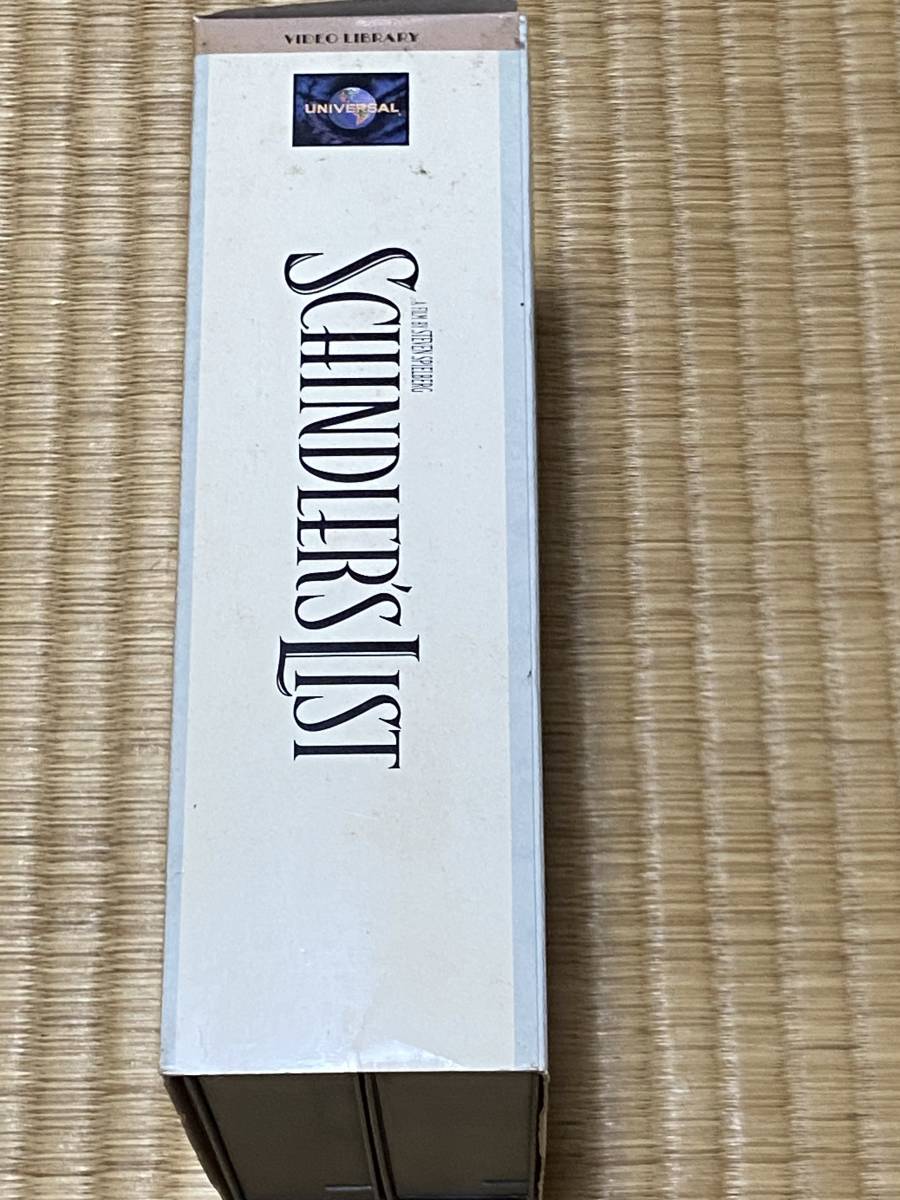 VIDEO LIBRARY
UNIVERSAL
A FILM BY STEVEN SPIELBERG
SCHINDLER'S LIST